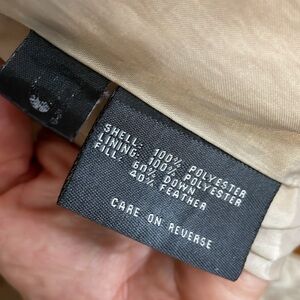 SHELL: 100% POLYESTER
LINING: 100% POLYESTER
FILL: 60% DOWN
40% FEATHER
CARE ON REVERSE